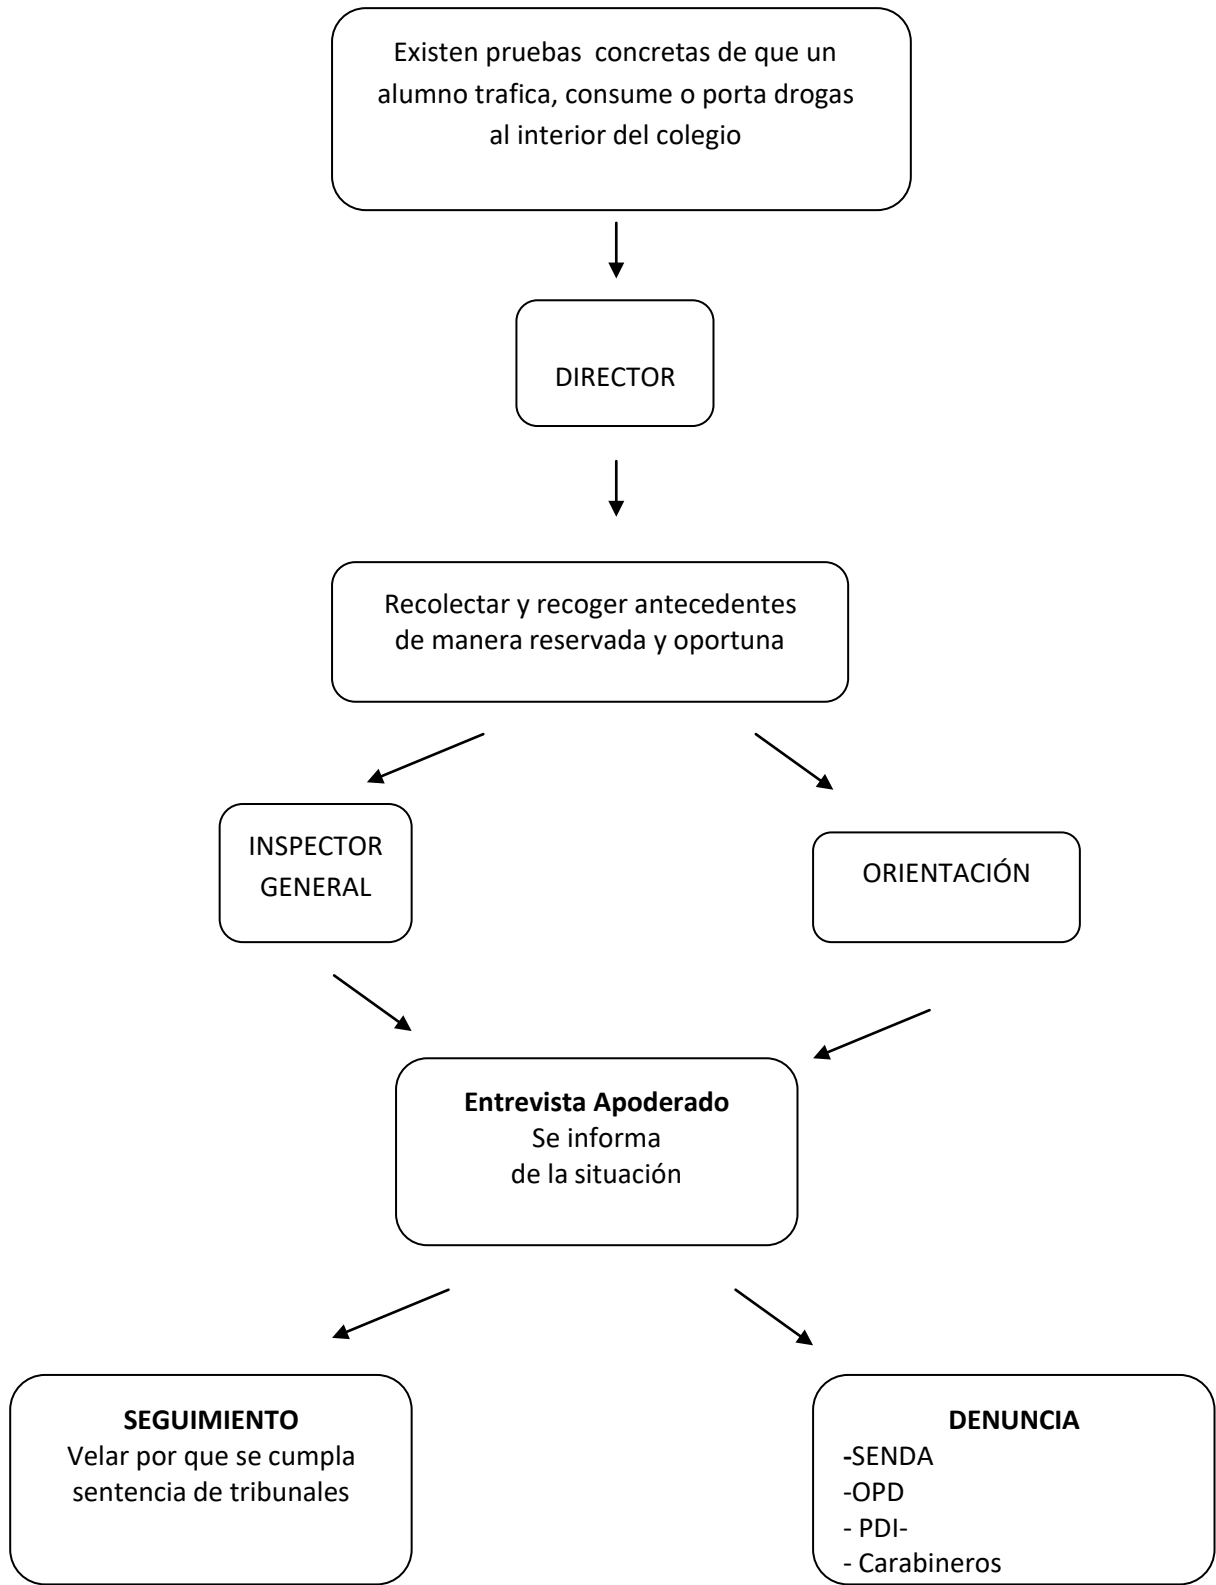 Existen pruebas  concretas de que un
alumno trafica, consume o porta drogas
al interior del colegio
DIRECTOR
Recolectar y recoger antecedentes
de manera reservada y oportuna
INSPECTOR
GENERAL
ORIENTACIÓN
Entrevista Apoderado
Se informa
de la situación
SEGUIMIENTO
Velar por que se cumpla
sentencia de tribunales
DENUNCIA
-SENDA
-OPD
- PDI-
- Carabineros